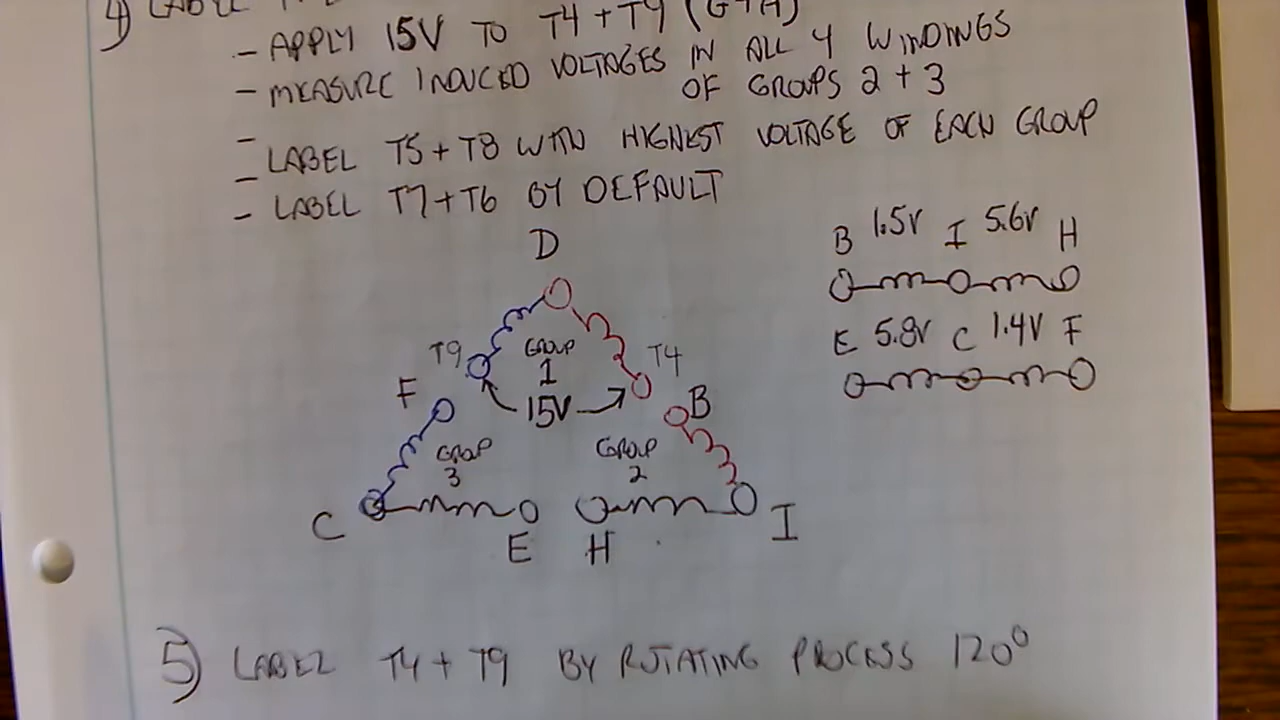 4) LABEL
- APPLY 15V TO T4 + T9 (G + A)
- MEASURE INDUCED VOLTAGES IN ALL 4 WINDINGS
OF GROUPS 2 + 3
-
- LABEL T5 + T8 WITH HIGHEST VOLTAGE OF EACH GROUP
- LABEL T7 + T6 BY DEFAULT
D
B 1.5V I 5.6V H
E 5.8V C 1.4V F
T9 GROUP 1 T4
F 15V B
GROUP 3
GROUP 2
C E H I
5) LABEL T4 + T9 BY ROTATING PROCESS 120°